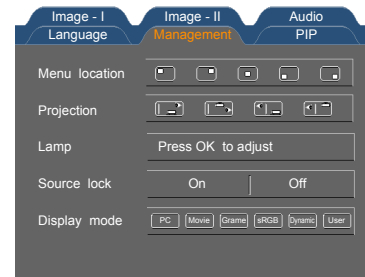 Image - I Image - II Audio
Language Management PIP
Menu location
Projection
Lamp Press OK to adjust
Source lock On Off
Display mode PC Movie Grame sRGB Dynamic User